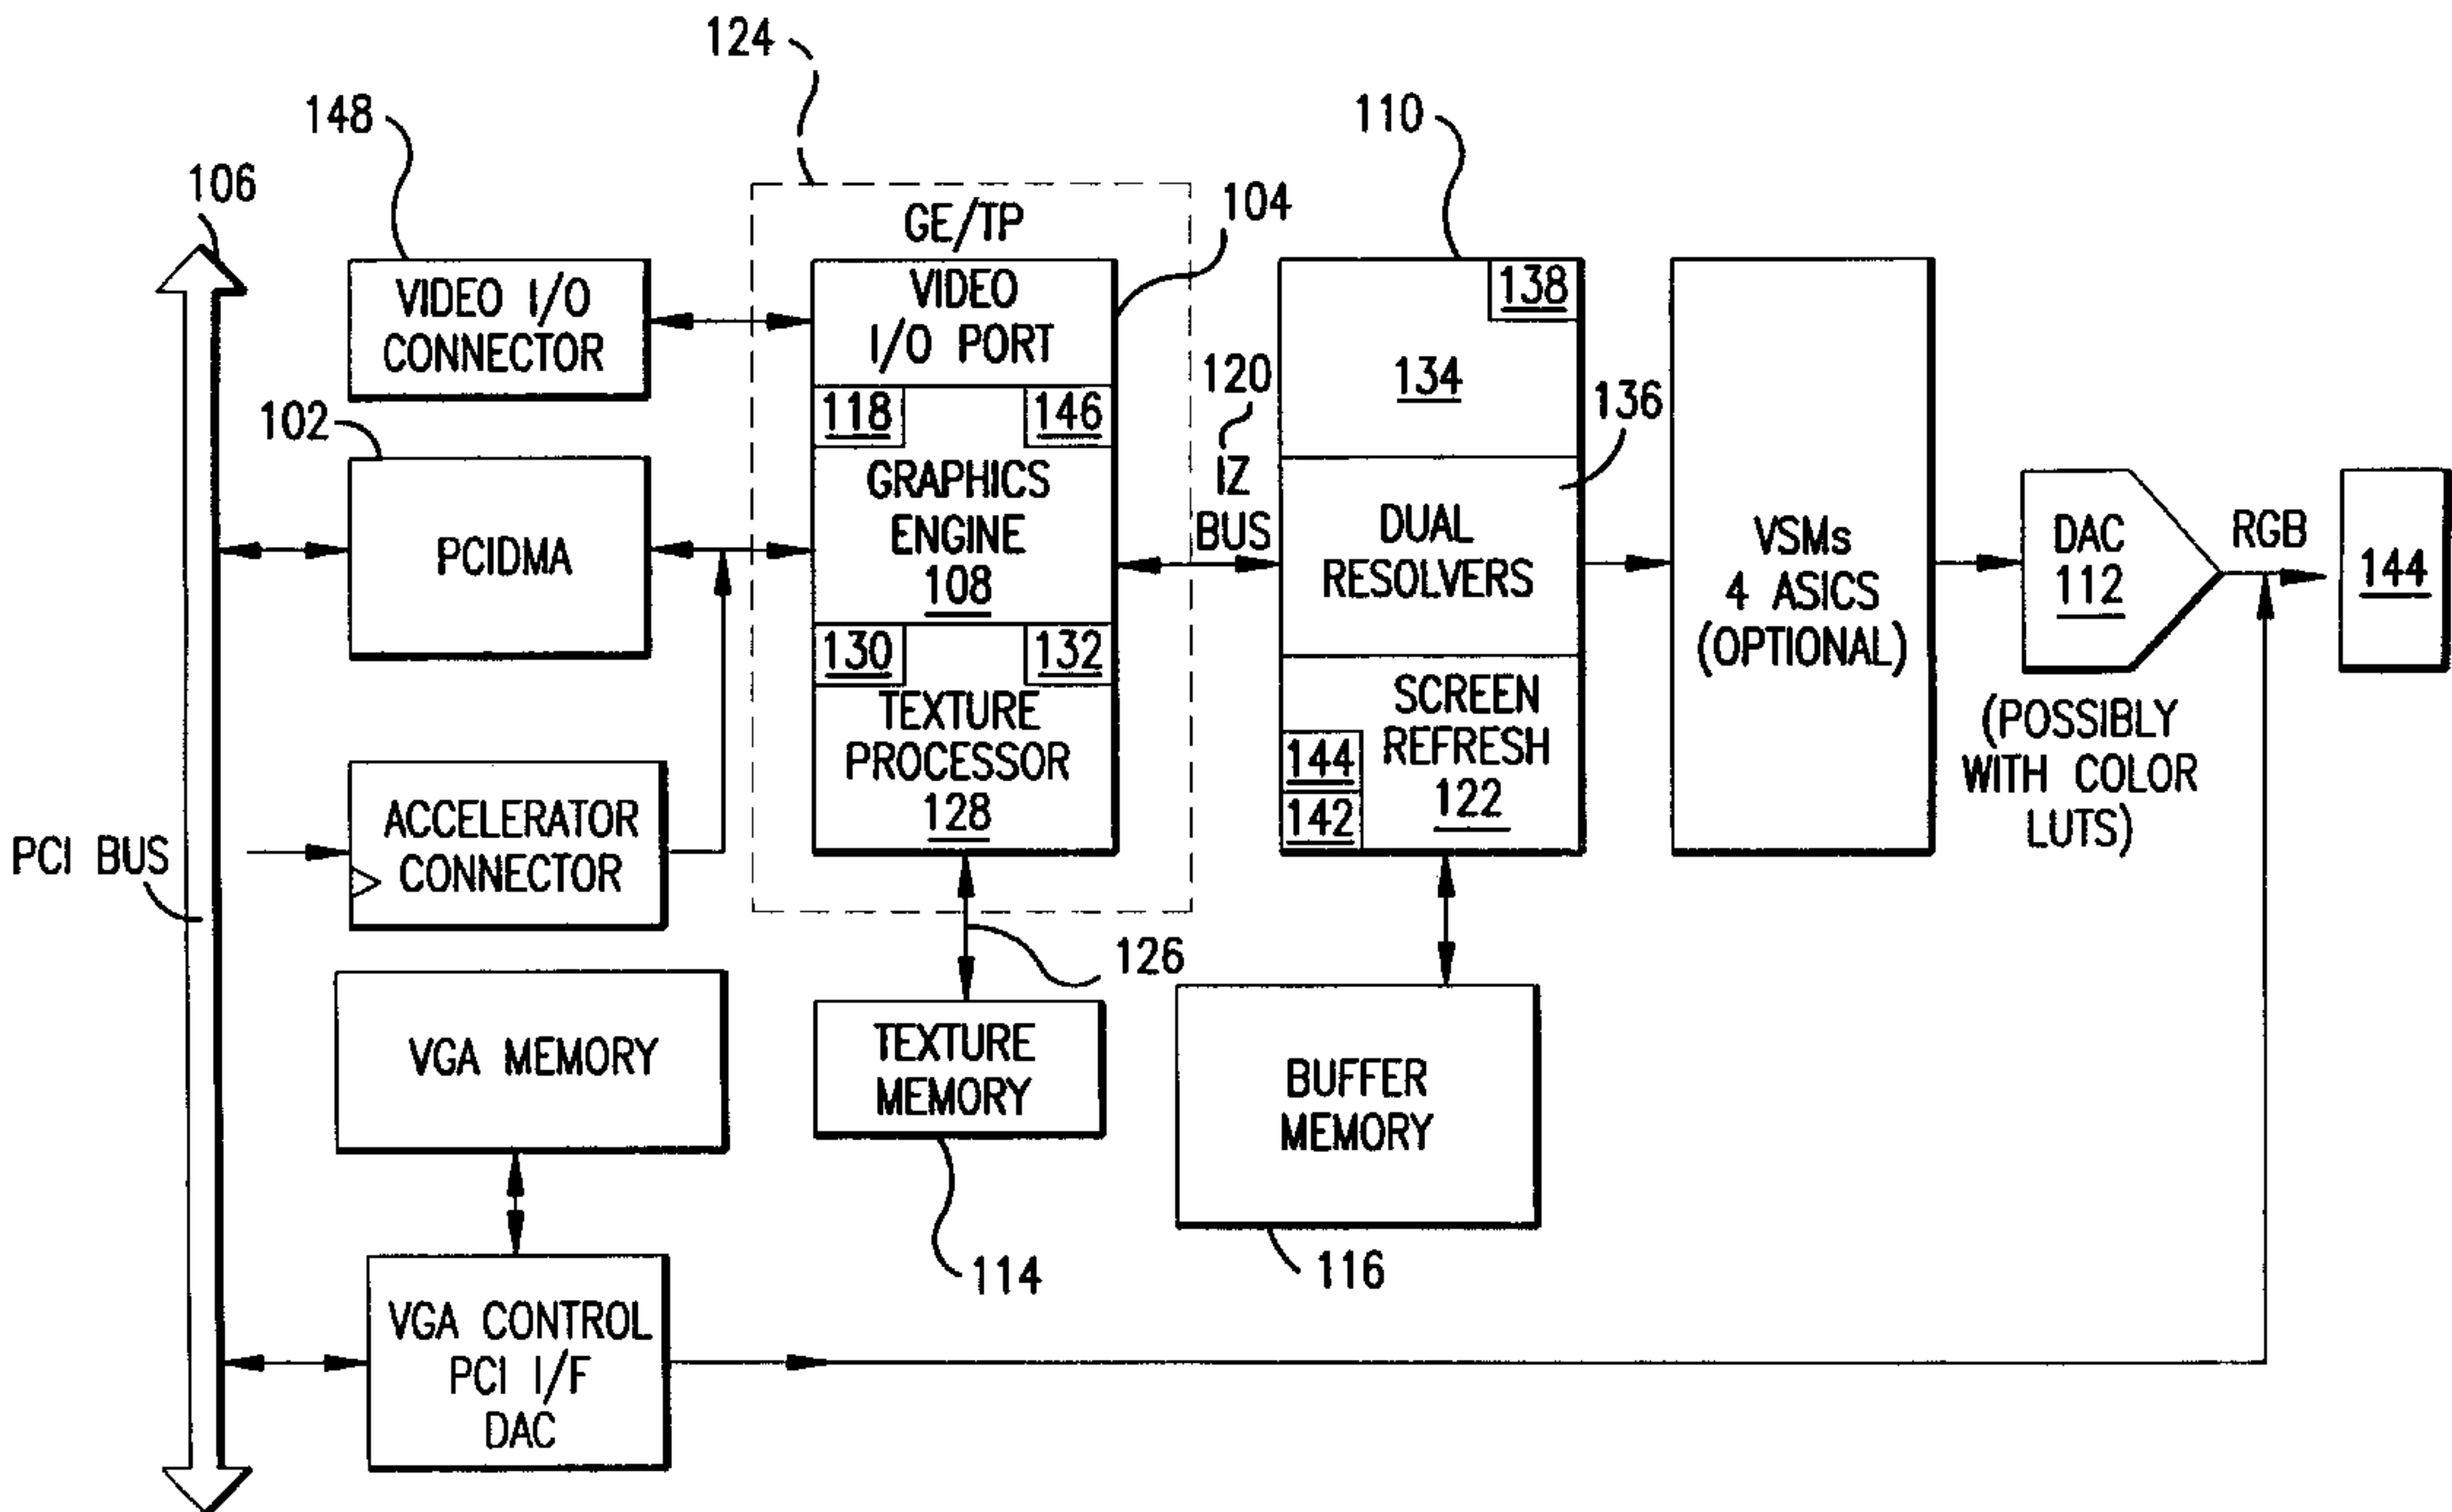 124
148
110
106
GE/TP
104
VIDEO I/O
CONNECTOR
VIDEO
I/O PORT
138
134
120
136
102
118
146
IZ
BUS
PCIDMA
GRAPHICS
ENGINE
108
DUAL
RESOLVERS
VSMs
4 ASICS
(OPTIONAL)
DAC
112
RGB
144
130
132
TEXTURE
PROCESSOR
128
SCREEN
REFRESH
122
144
142
(POSSIBLY
WITH COLOR
LUTS)
PCI BUS
ACCELERATOR
CONNECTOR
126
VGA MEMORY
TEXTURE
MEMORY
BUFFER
MEMORY
114
116
VGA CONTROL
PCI I/F
DAC